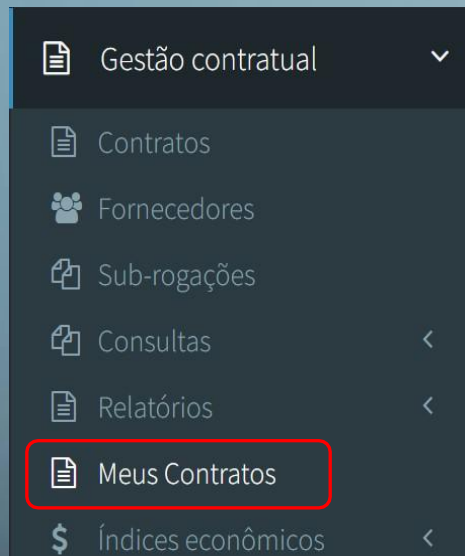 Gestão contratual
Contratos
Fornecedores
Sub-rogações
Consultas
Relatórios
Meus Contratos
$ Índices econômicos